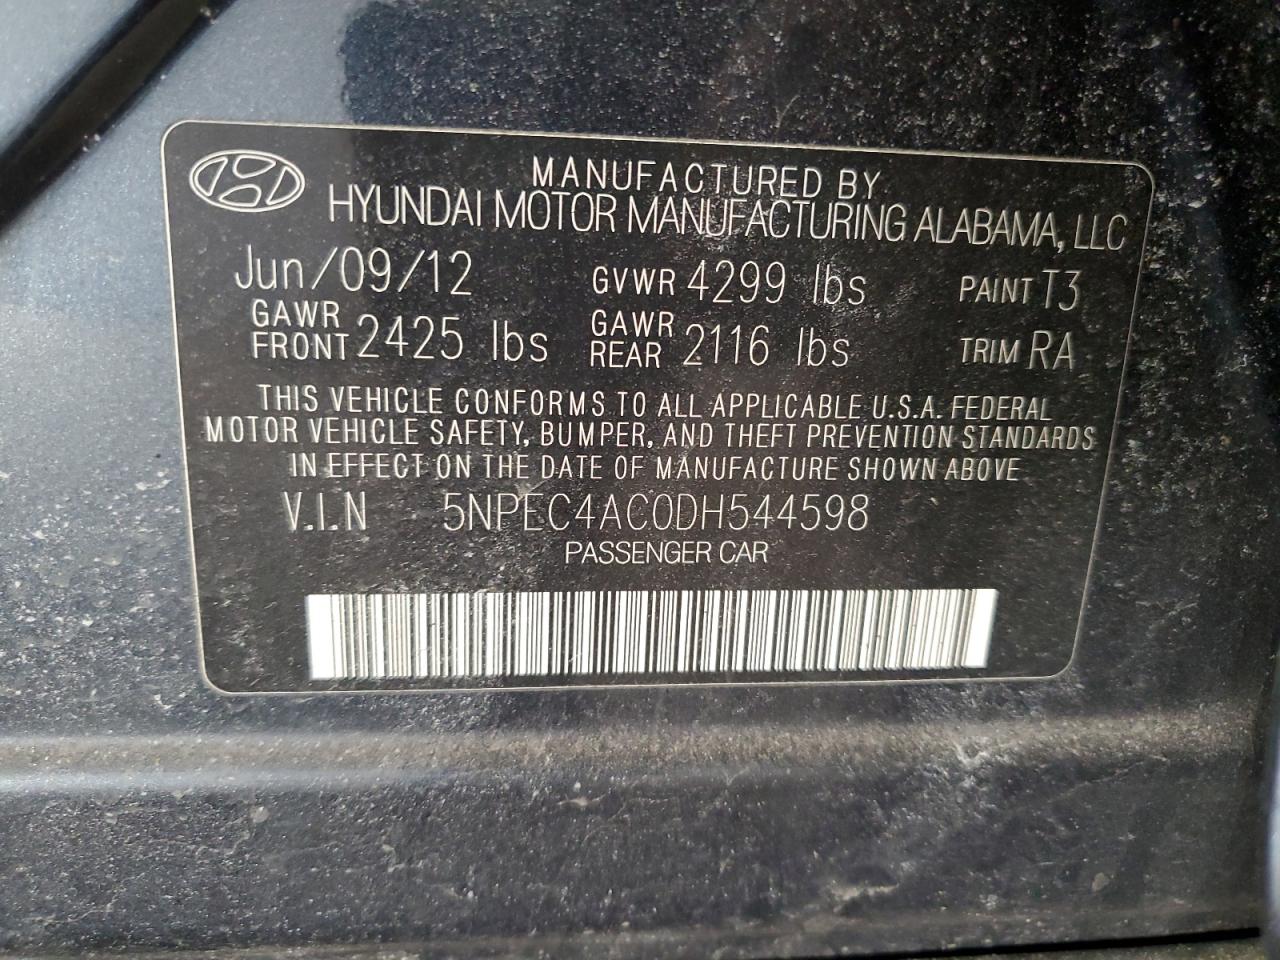 MANUFACTURED BY
HYUNDAI MOTOR MANUFACTURING ALABAMA, LLC
Jun/09/12 GVWR 4299 lbs PAINT T3
GAWR FRONT 2425 lbs GAWR REAR 2116 lbs TRIM RA
THIS VEHICLE CONFORMS TO ALL APPLICABLE U.S.A. FEDERAL
MOTOR VEHICLE SAFETY, BUMPER, AND THEFT PREVENTION STANDARDS
IN EFFECT ON THE DATE OF MANUFACTURE SHOWN ABOVE
V.I.N 5NPEC4AC0DH544598
PASSENGER CAR